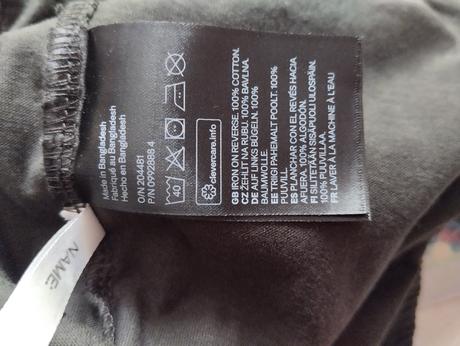 Made in Bangladesh
Fabriqué au Bangladesh
Hecho en Bangladesh
O/N 204481
P/N 0992888 4
40
clevercare.info
GB IRON ON REVERSE. 100% COTTON.
CZ ŽEHLIT NA RUBU. 100% BAVLNA.
DE AUF LINKS BÜGELN. 100%
BAUMWOLLE.
EE TRIIGI PAHEMALT POOLT. 100%
PUUVILL.
ES PLANCHAR CON EL REVÉS HACIA
AFUERA. 100% ALGODÓN.
FI SILITETÄÄN SISÄPUOLI ULOSPÄIN.
100% PUUVILLA.
FR LAVER À LA MACHINE À L'EAU
NAME: